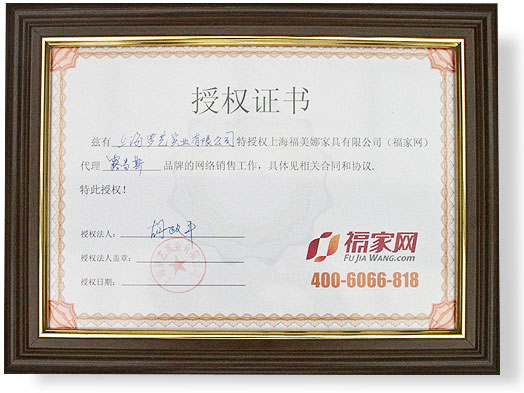 授权证书
兹有 上海罗芝实业有限公司 特授权上海福美娜家具有限公司（福家网）
代理 赛音斯 品牌的网络销售工作，具体见相关合同和协议.
特此授权！
授权法人： 胡政平
授权法人盖章：
授权日期：
福家网
FU JIA WANG.com
400-6066-818